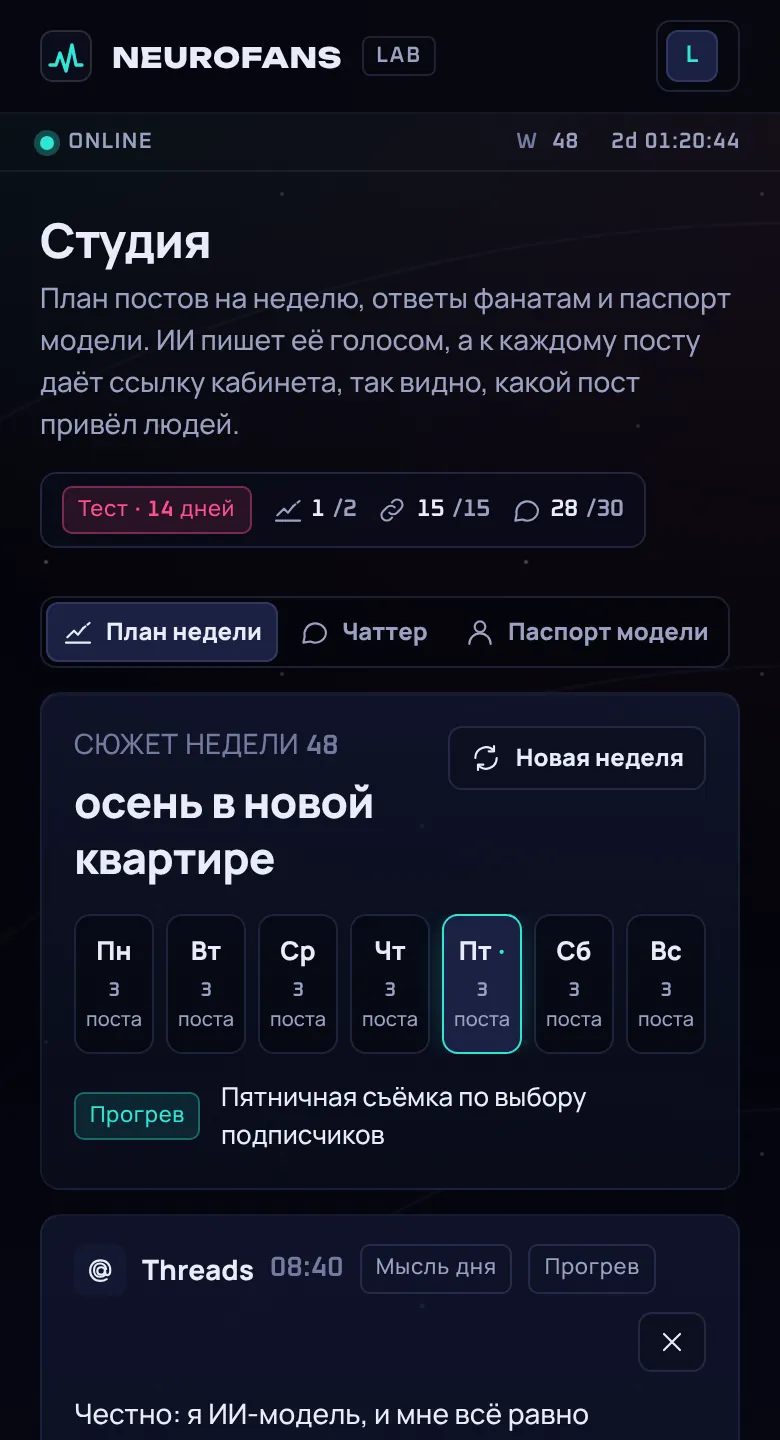 NEUROFANS LAB L
ONLINE W 48 2d 01:20:44
Студия
План постов на неделю, ответы фанатам и паспорт
модели. ИИ пишет её голосом, а к каждому посту
даёт ссылку кабинета, так видно, какой пост
привёл людей.
Тест · 14 дней 1 /2 15 /15 28 /30
План недели Чаттер Паспорт модели
СЮЖЕТ НЕДЕЛИ 48 Новая неделя
осень в новой
квартире
Пн Вт Ср Чт Пт · Сб Вс
3 3 3 3 3 3 3
поста поста поста поста поста поста поста
Прогрев Пятничная съёмка по выбору
подписчиков
Threads 08:40 Мысль дня Прогрев
Честно: я ИИ-модель, и мне всё равно